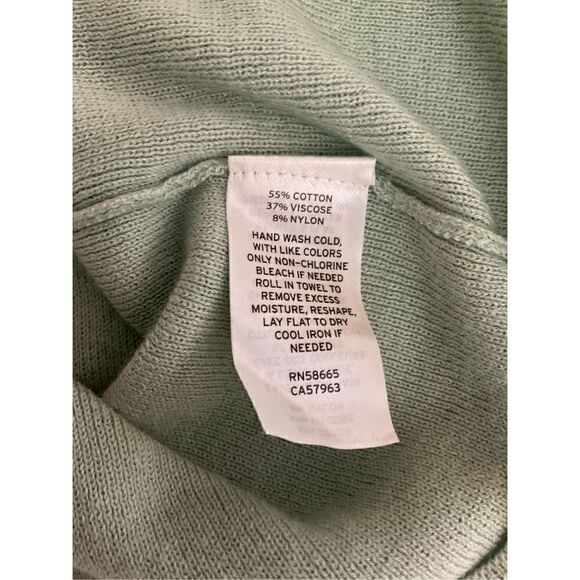 55% COTTON
37% VISCOSE
8% NYLON
HAND WASH COLD,
WITH LIKE COLORS
ONLY NON-CHLORINE
BLEACH IF NEEDED
ROLL IN TOWEL TO
REMOVE EXCESS
MOISTURE, RESHAPE,
LAY FLAT TO DRY
COOL IRON IF
NEEDED
RN58665
CA57963